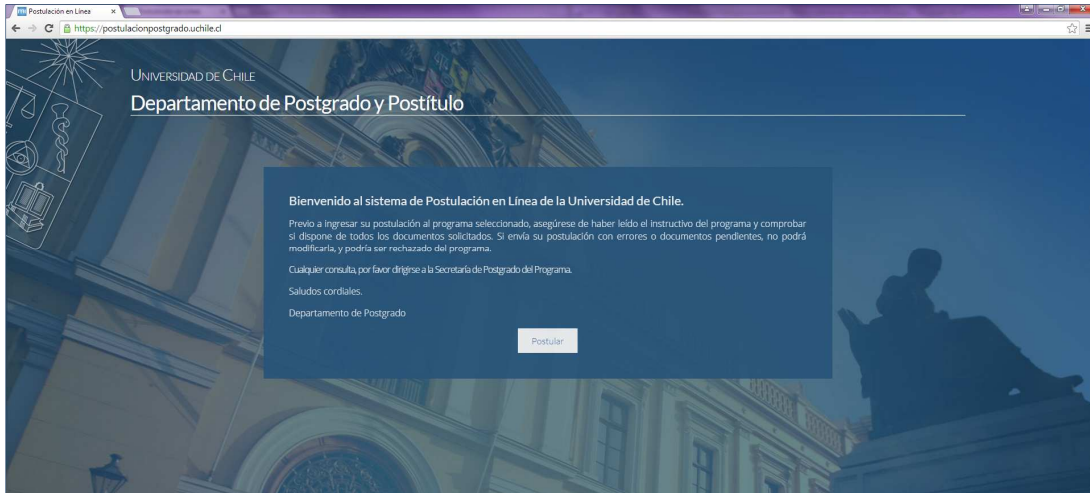 Postulación en Línea
https://postulacionpostgrado.uchile.cl
UNIVERSIDAD DE CHILE
Departamento de Postgrado y Postítulo
Bienvenido al sistema de Postulación en Línea de la Universidad de Chile.
Previo a ingresar su postulación al programa seleccionado, asegúrese de haber leído el instructivo del programa y comprobar
si dispone de todos los documentos solicitados. Si envía su postulación con errores o documentos pendientes, no podrá
modificarla, y podría ser rechazado del programa.
Cualquier consulta, por favor dirigirse a la Secretaría de Postgrado del Programa.
Saludos cordiales.
Departamento de Postgrado
Postular